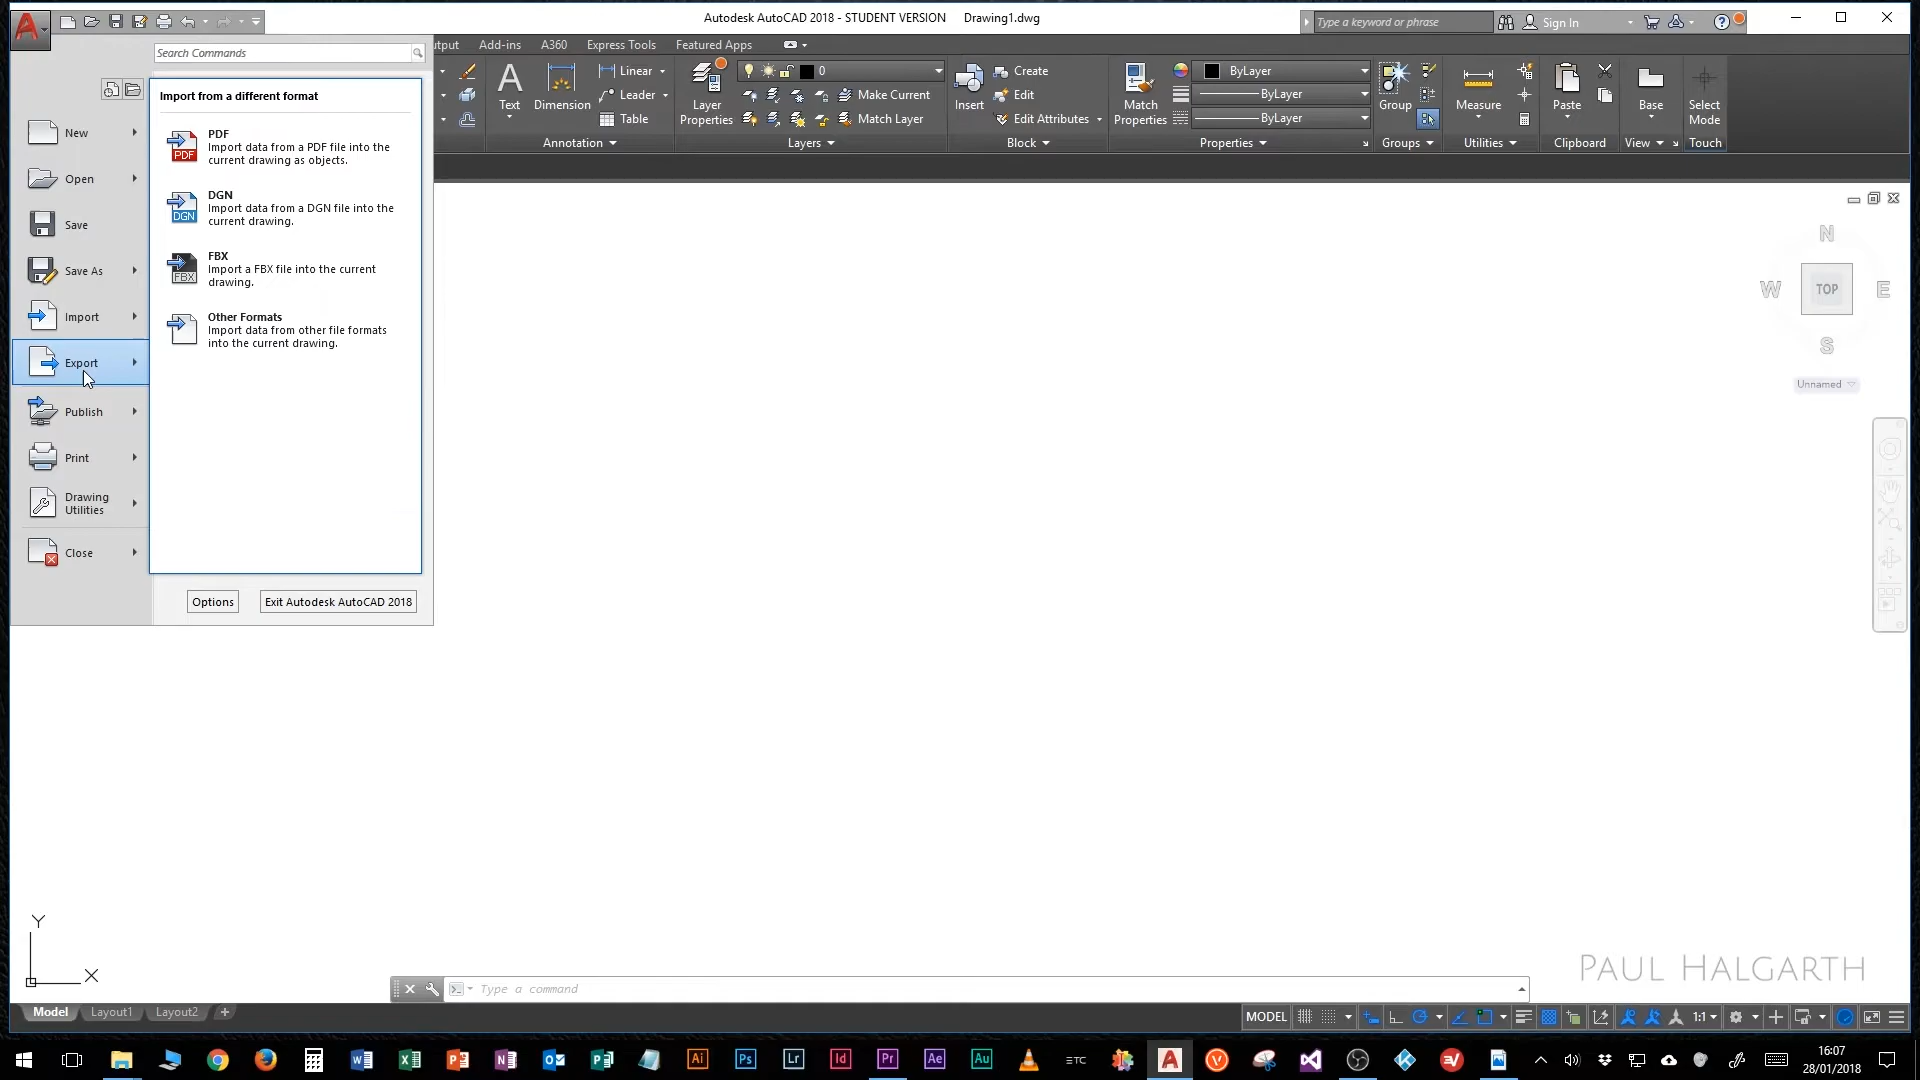 Autodesk AutoCAD 2018 - STUDENT VERSION Drawing1.dwg
Type a keyword or phrase
Sign In
Search Commands
utput Add-ins A360 Express Tools Featured Apps
Import from a different format
PDF
Import data from a PDF file into the
current drawing as objects.
DGN
Import data from a DGN file into the
current drawing.
FBX
Import a FBX file into the current
drawing.
Other Formats
Import data from other file formats
into the current drawing.
New
Open
Save
Save As
Import
Export
Publish
Print
Drawing
Utilities
Close
Options
Exit Autodesk AutoCAD 2018
Text
Dimension
Linear
Leader
Table
Annotation
Layer
Properties
0
Make Current
Match Layer
Layers
Insert
Create
Edit
Edit Attributes
Block
Match
Properties
ByLayer
ByLayer
ByLayer
Properties
Group
Groups
Measure
Utilities
Paste
Clipboard
Base
View
Select
Mode
Touch
N
W TOP E
S
Unnamed
Y
X
PAUL HALGARTH
Type a command
Model Layout1 Layout2
MODEL 1:1
ETC
16:07
28/01/2018